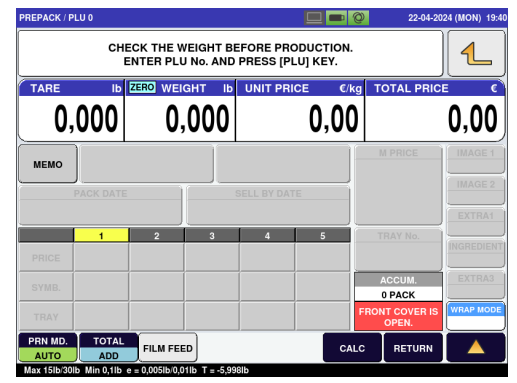 PREPACK / PLU 0
22-04-2024 (MON) 19:40
CHECK THE WEIGHT BEFORE PRODUCTION.
ENTER PLU No. AND PRESS [PLU] KEY.
TARE lb ZERO WEIGHT lb UNIT PRICE €/kg TOTAL PRICE €
0,000 0,000 0,00 0,00
MEMO
M PRICE
IMAGE 1
PACK DATE SELL BY DATE
IMAGE 2
EXTRA1
1 2 3 4 5
TRAY No.
INGREDIENT
PRICE
SYMB.
ACCUM.
0 PACK
EXTRA3
TRAY
FRONT COVER IS
OPEN.
WRAP MODE
PRN MD.
AUTO
TOTAL
ADD
FILM FEED
CALC
RETURN
Max 15lb/30lb Min 0,1lb e = 0,005lb/0,01lb T = -5,998lb